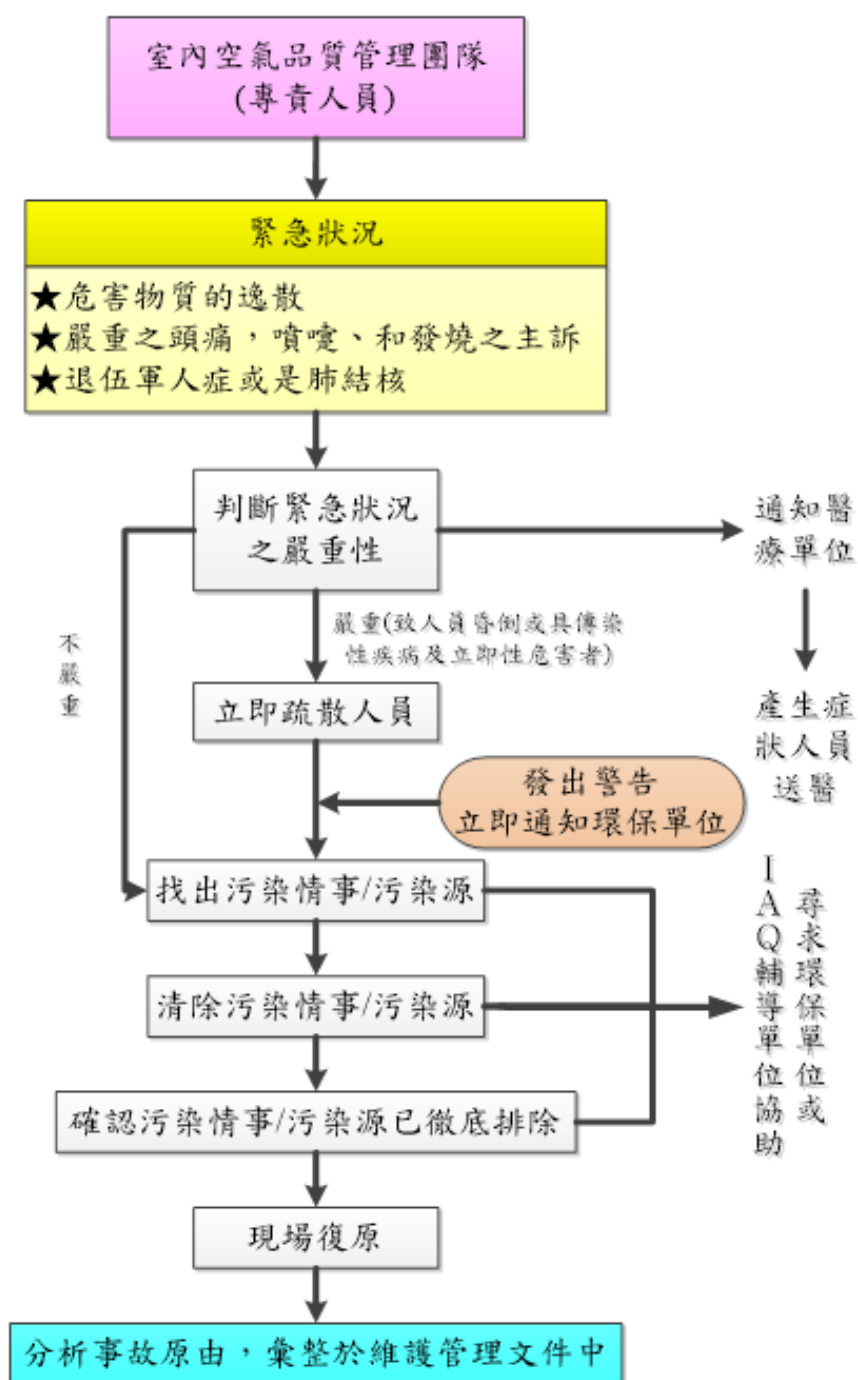 室內空氣品質管理團隊
(專責人員)
緊急狀況
★危害物質的逸散
★嚴重之頭痛，噴嚏、和發燒之主訴
★退伍軍人症或是肺結核
判斷緊急狀況
之嚴重性
通知醫
療單位
不嚴重
嚴重(致人員昏倒或具傳染
性疾病及立即性危害者)
立即疏散人員
產生症
狀人員
送醫
發出警告
立即通知環保單位
找出污染情事/污染源
尋求環保單位或
IAQ輔導單位協助
清除污染情事/污染源
確認污染情事/污染源已徹底排除
現場復原
分析事故原由，彙整於維護管理文件中